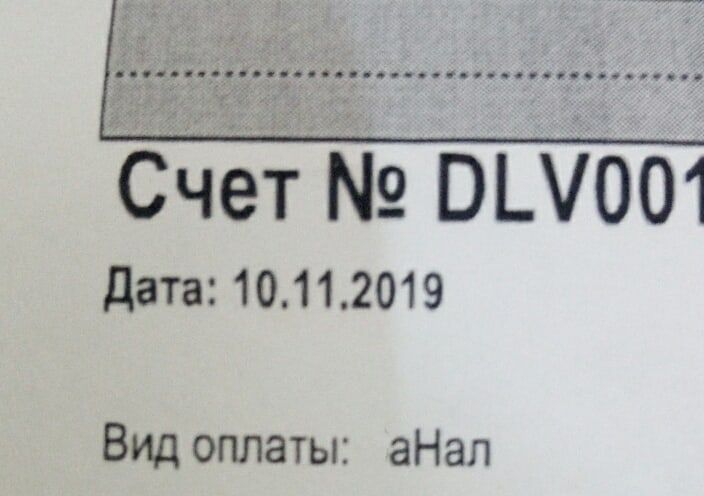 Счет № DLV001
Дата: 10.11.2019
Вид оплаты: аНал